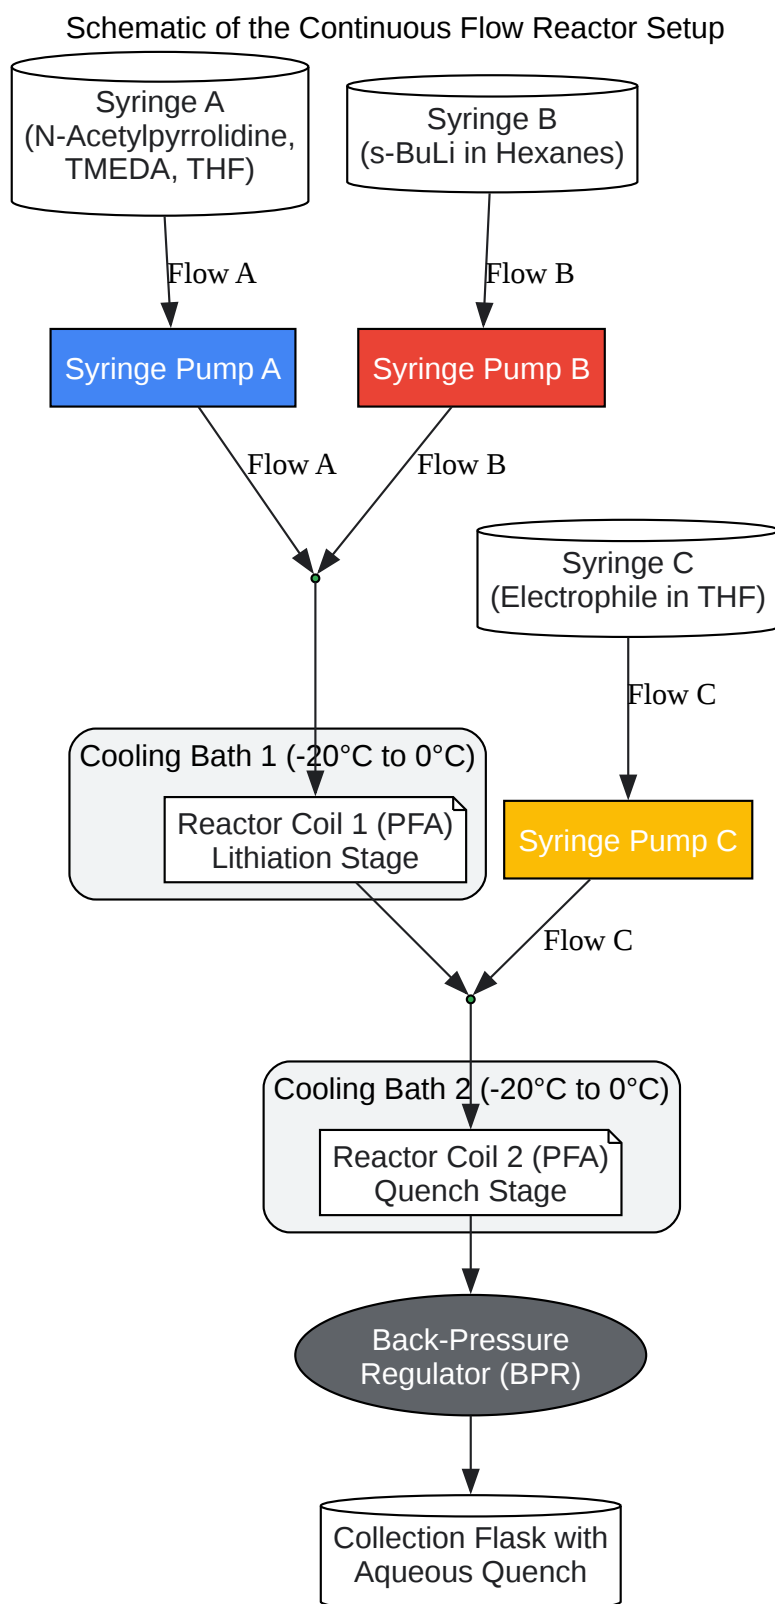 Schematic of the Continuous Flow Reactor Setup
Syringe A
(N-Acetylpyrrolidine,
TMEDA, THF)
Syringe B
(s-BuLi in Hexanes)
Flow A
Flow B
Syringe Pump A
Syringe Pump B
Flow A
Flow B
Syringe C
(Electrophile in THF)
Flow C
Cooling Bath 1 (-20°C to 0°C)
Reactor Coil 1 (PFA)
Lithiation Stage
Syringe Pump C
Flow C
Cooling Bath 2 (-20°C to 0°C)
Reactor Coil 2 (PFA)
Quench Stage
Back-Pressure
Regulator (BPR)
Collection Flask with
Aqueous Quench